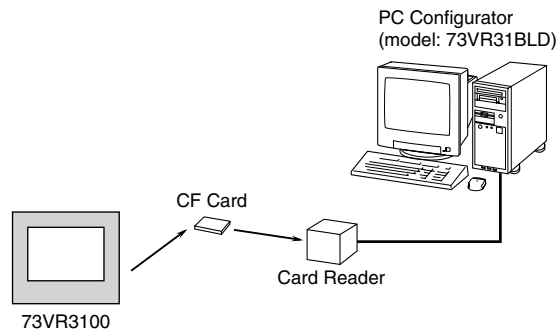 PC Configurator
(model: 73VR31BLD)
CF Card
Card Reader
73VR3100